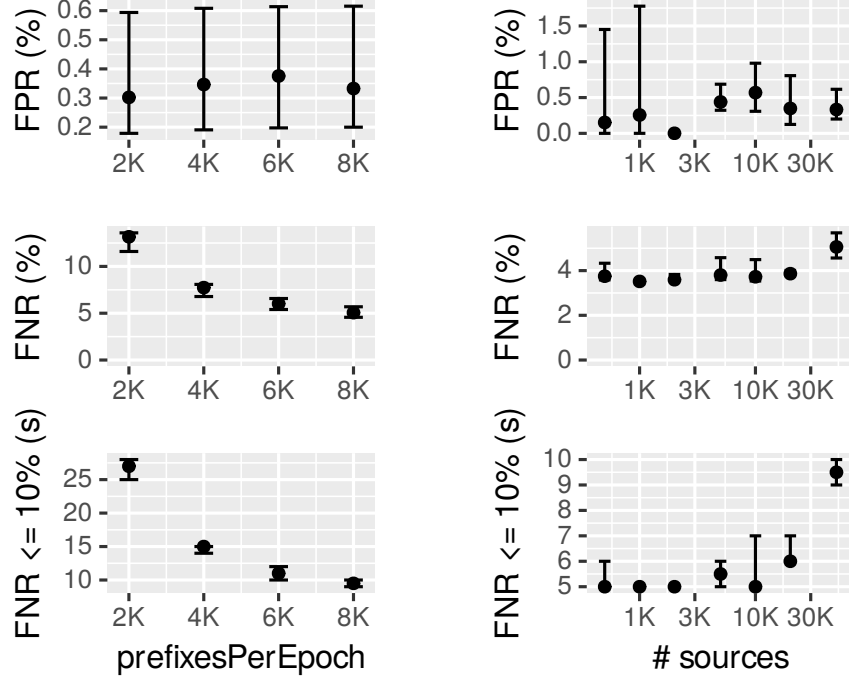 FPR (%)
0.6
0.5
0.4
0.3
0.2
2K 4K 6K 8K
FPR (%)
1.5
1.0
0.5
0.0
1K 3K 10K 30K
FNR (%)
10
5
0
2K 4K 6K 8K
FNR (%)
4
2
0
1K 3K 10K 30K
FNR <= 10% (s)
25
20
15
10
2K 4K 6K 8K
prefixesPerEpoch
FNR <= 10% (s)
10
9
8
7
6
5
1K 3K 10K 30K
# sources